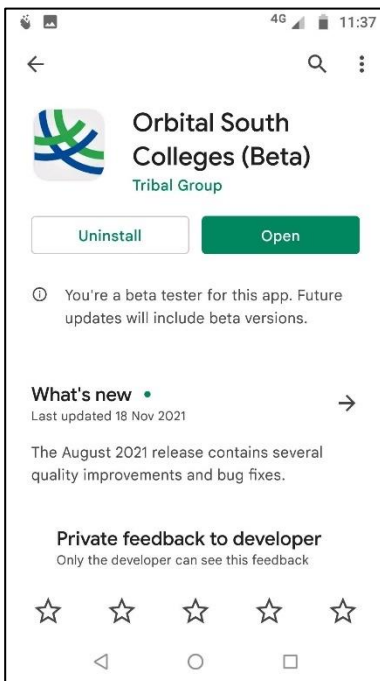 4G 11:37
Orbital South
Colleges (Beta)
Tribal Group
Uninstall
Open
You're a beta tester for this app. Future
updates will include beta versions.
What's new
Last updated 18 Nov 2021
The August 2021 release contains several
quality improvements and bug fixes.
Private feedback to developer
Only the developer can see this feedback